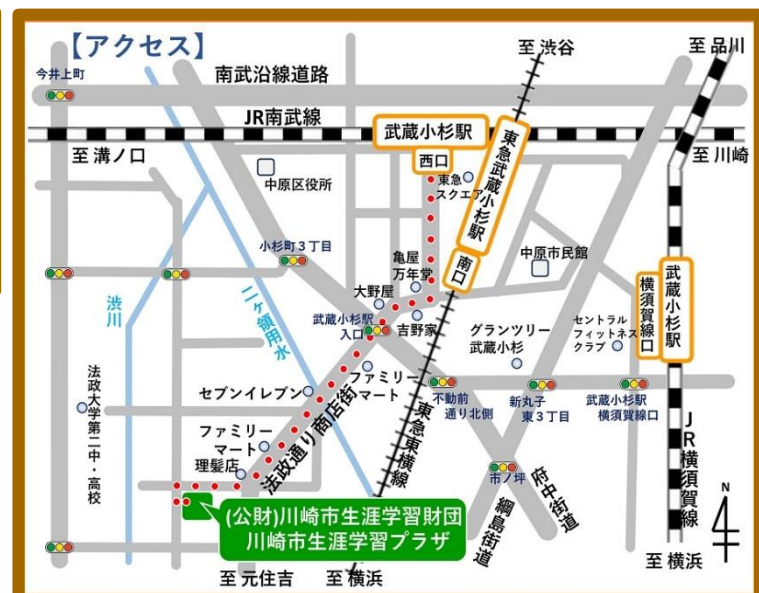 【アクセス】
至 渋谷
至 品川
今井上町
南武沿線道路
JR南武線
武蔵小杉駅
西口
東急武蔵小杉駅
至 溝ノ口
至 川崎
中原区役所
東急
スクエア
小杉町3丁目
亀屋
万年堂
南口
中原市民館
横須賀線口
武蔵小杉駅
渋川
二ヶ領用水
大野屋
武蔵小杉駅
入口
吉野家
グランツリー
武蔵小杉
セントラル
フィットネス
クラブ
法政大学第二中・高校
セブンイレブン
ファミリー
マート
不動前
通り北側
新丸子
東3丁目
武蔵小杉駅
横須賀線口
ファミリー
マート
理髪店
法政通り商店街
東急東横線
市ノ坪
府中街道
綱島街道
JR横須賀線
N
(公財)川崎市生涯学習財団
川崎市生涯学習プラザ
至 元住吉
至 横浜
至 横浜